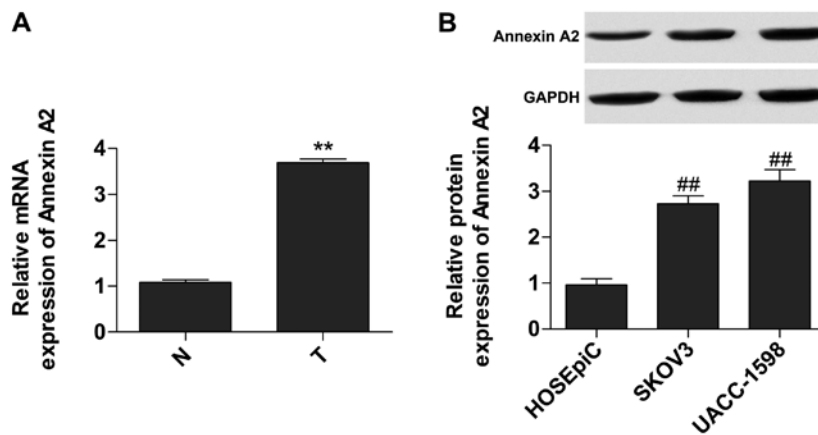 A
Relative mRNA
expression of Annexin A2
4
3
2
1
0
**
N
T
B
Annexin A2
GAPDH
Relative protein
expression of Annexin A2
4
3
2
1
0
##
##
HOSEpiC
SKOV3
UACC-1598